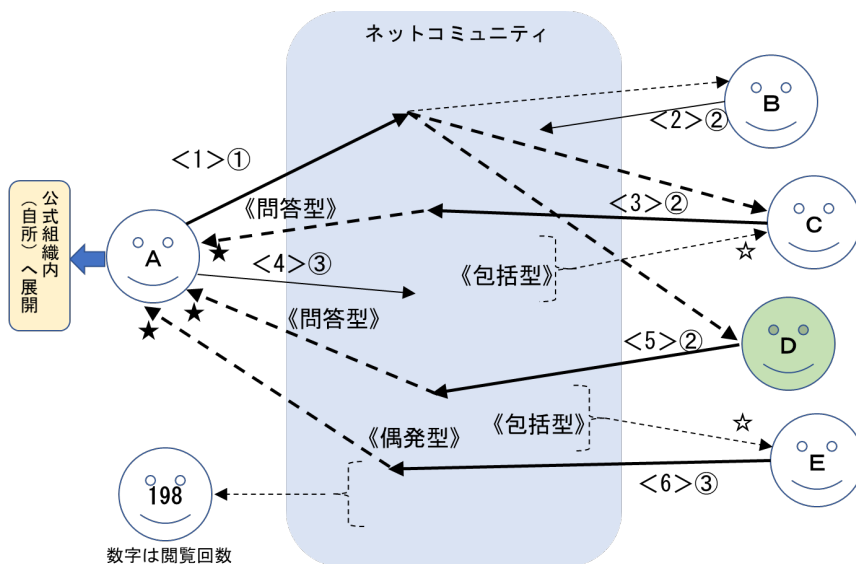 ネットコミュニティ
B
<2>②
<1>①
公式組織内
(自所)へ展開
《問答型》
<3>②
C
A
★
☆
<4>③
《包括型》
★
★
《問答型》
<5>②
D
☆
《偶発型》
《包括型》
E
<6>③
198
数字は閲覧回数